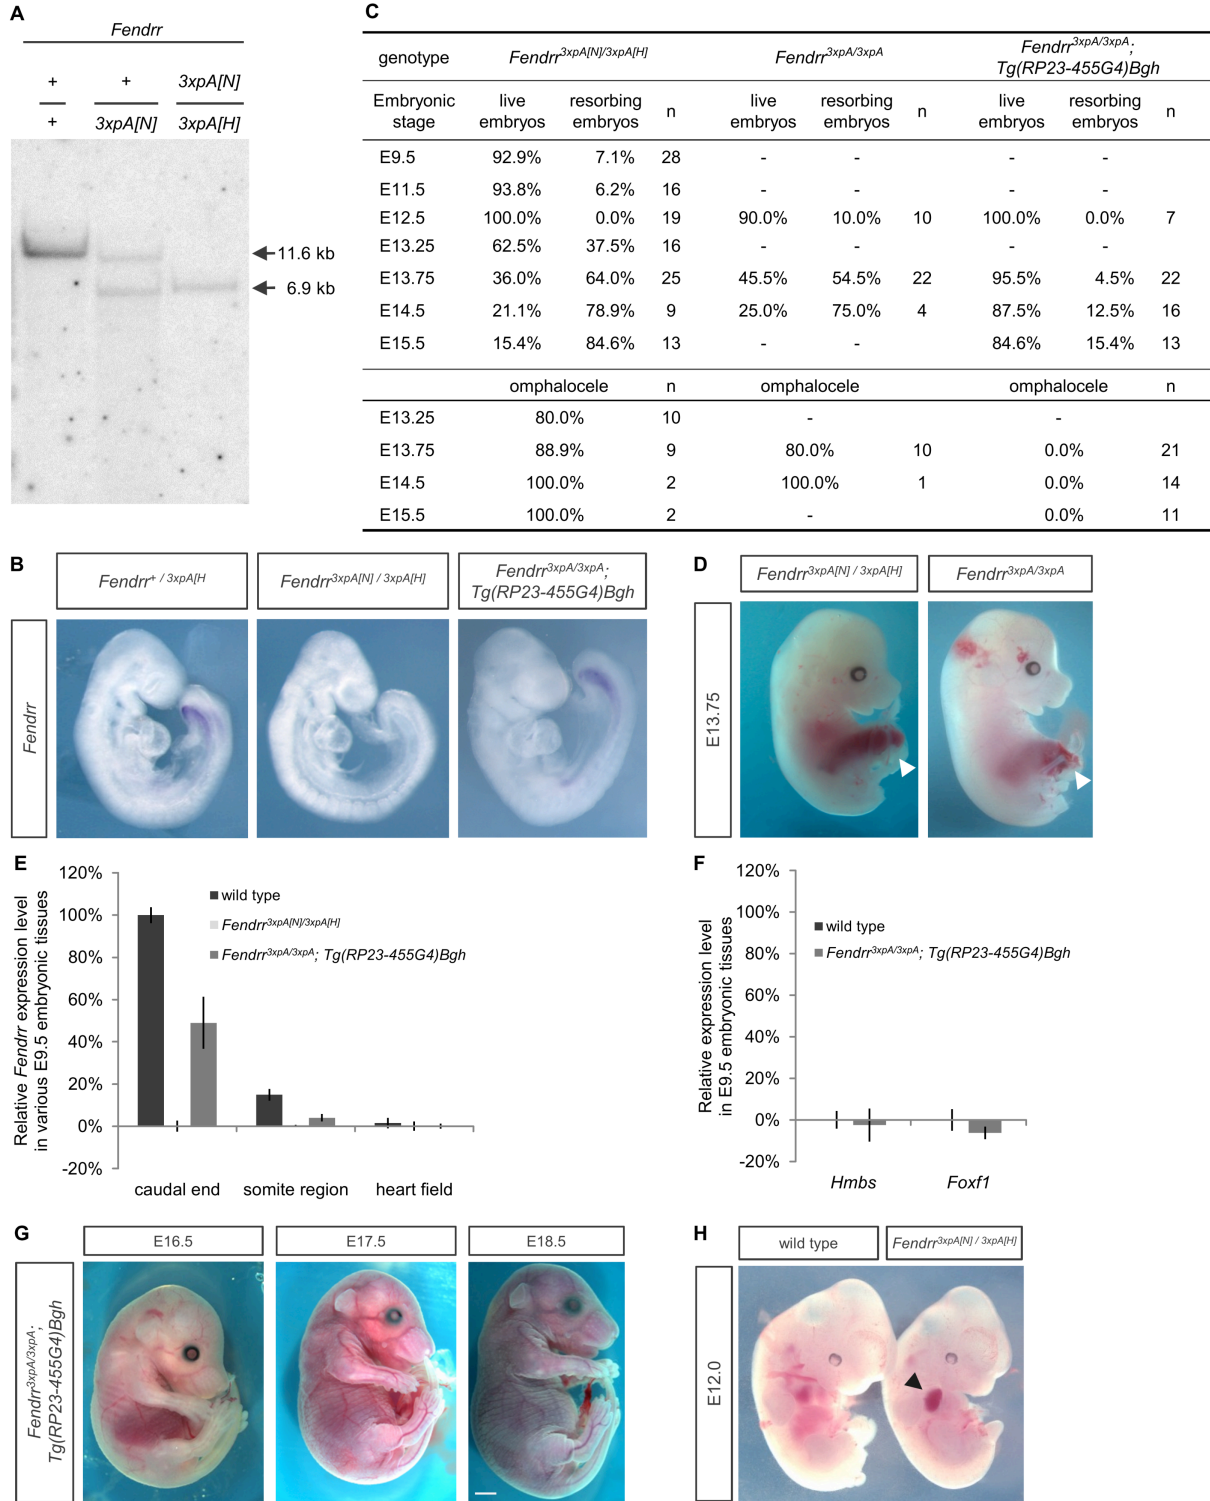 A
Fendrr
+ + 3xpA[N]
+ 3xpA[N] 3xpA[H]
11.6 kb
6.9 kb
C
genotype Fendrr3xpA[N]/3xpA[H] Fendrr3xpA/3xpA Fendrr3xpA/3xpA;
Tg(RP23-455G4)Bgh
Embryonic live resorbing n live resorbing n live resorbing n
stage embryos embryos embryos embryos embryos embryos
E9.5 92.9% 7.1% 28 - - - -
E11.5 93.8% 6.2% 16 - - - -
E12.5 100.0% 0.0% 19 90.0% 10.0% 10 100.0% 0.0% 7
E13.25 62.5% 37.5% 16 - - - -
E13.75 36.0% 64.0% 25 45.5% 54.5% 22 95.5% 4.5% 22
E14.5 21.1% 78.9% 9 25.0% 75.0% 4 87.5% 12.5% 16
E15.5 15.4% 84.6% 13 - - 84.6% 15.4% 13
omphalocele n omphalocele omphalocele n
E13.25 80.0% 10 - -
E13.75 88.9% 9 80.0% 10 0.0% 21
E14.5 100.0% 2 100.0% 1 0.0% 14
E15.5 100.0% 2 - 0.0% 11
B
Fendrr+ / 3xpA[H
Fendrr3xpA[N] / 3xpA[H]
Fendrr3xpA/3xpA;
Tg(RP23-455G4)Bgh
Fendrr
D
Fendrr3xpA[N] / 3xpA[H]
Fendrr3xpA/3xpA
E13.75
E
Relative Fendrr expression level
in various E9.5 embryonic tissues
120%
100%
80%
60%
40%
20%
0%
-20%
wild type
Fendrr3xpA[N]/3xpA[H]
Fendrr3xpA/3xpA; Tg(RP23-455G4)Bgh
caudal end somite region heart field
F
Relative expression level
in E9.5 embryonic tissues
120%
100%
80%
60%
40%
20%
0%
-20%
wild type
Fendrr3xpA/3xpA; Tg(RP23-455G4)Bgh
Hmbs Foxf1
G
E16.5 E17.5 E18.5
Fendrr3xpA/3xpA;
Tg(RP23-455G4)Bgh
H
wild type Fendrr3xpA[N] / 3xpA[H]
E12.0